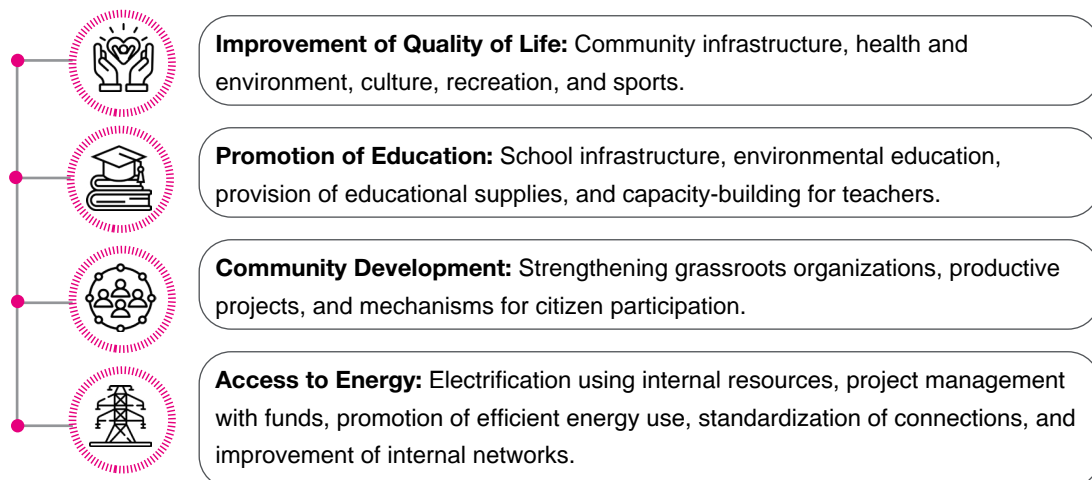 Improvement of Quality of Life: Community infrastructure, health and
environment, culture, recreation, and sports.
Promotion of Education: School infrastructure, environmental education,
provision of educational supplies, and capacity-building for teachers.
Community Development: Strengthening grassroots organizations, productive
projects, and mechanisms for citizen participation.
Access to Energy: Electrification using internal resources, project management
with funds, promotion of efficient energy use, standardization of connections, and
improvement of internal networks.